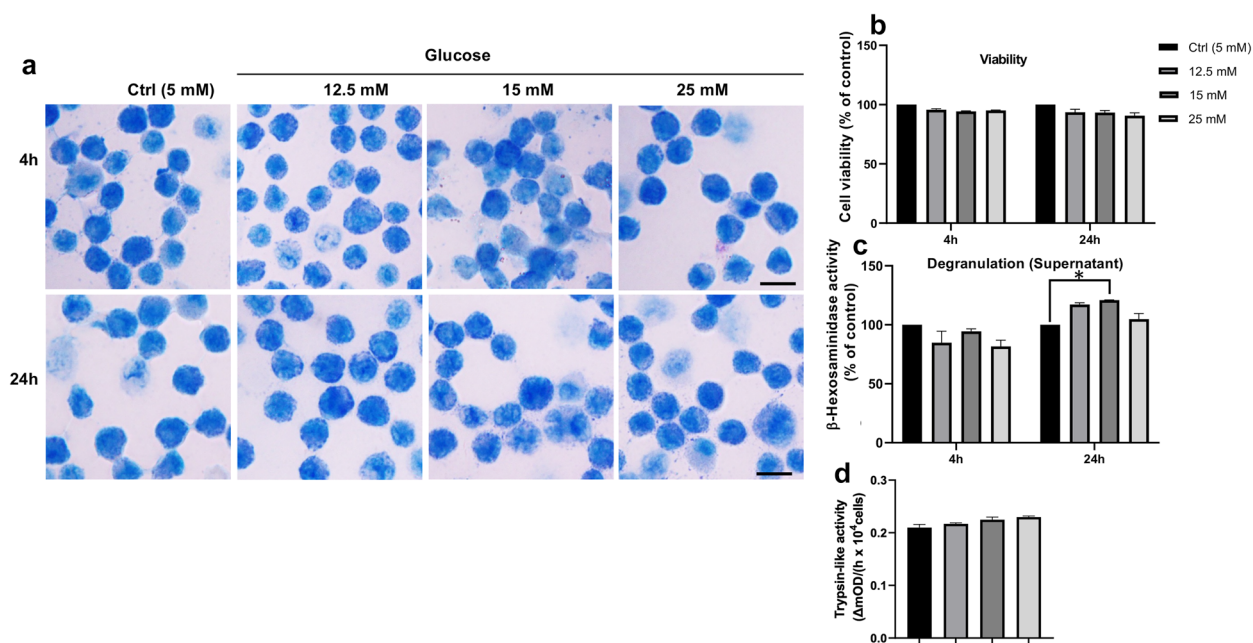 a
Glucose
Ctrl (5 mM)
12.5 mM
15 mM
25 mM
4h
24h
b
Viability
Cell viability (% of control)
150
100
50
0
4h
24h
Ctrl (5 mM)
12.5 mM
15 mM
25 mM
c
Degranulation (Supernatant)
*
β-Hexosaminidase activity
(% of control)
150
100
50
0
4h
24h
d
Trypsin-like activity
(ΔmOD/(h x 10⁴cells)
0.3
0.2
0.1
0.0